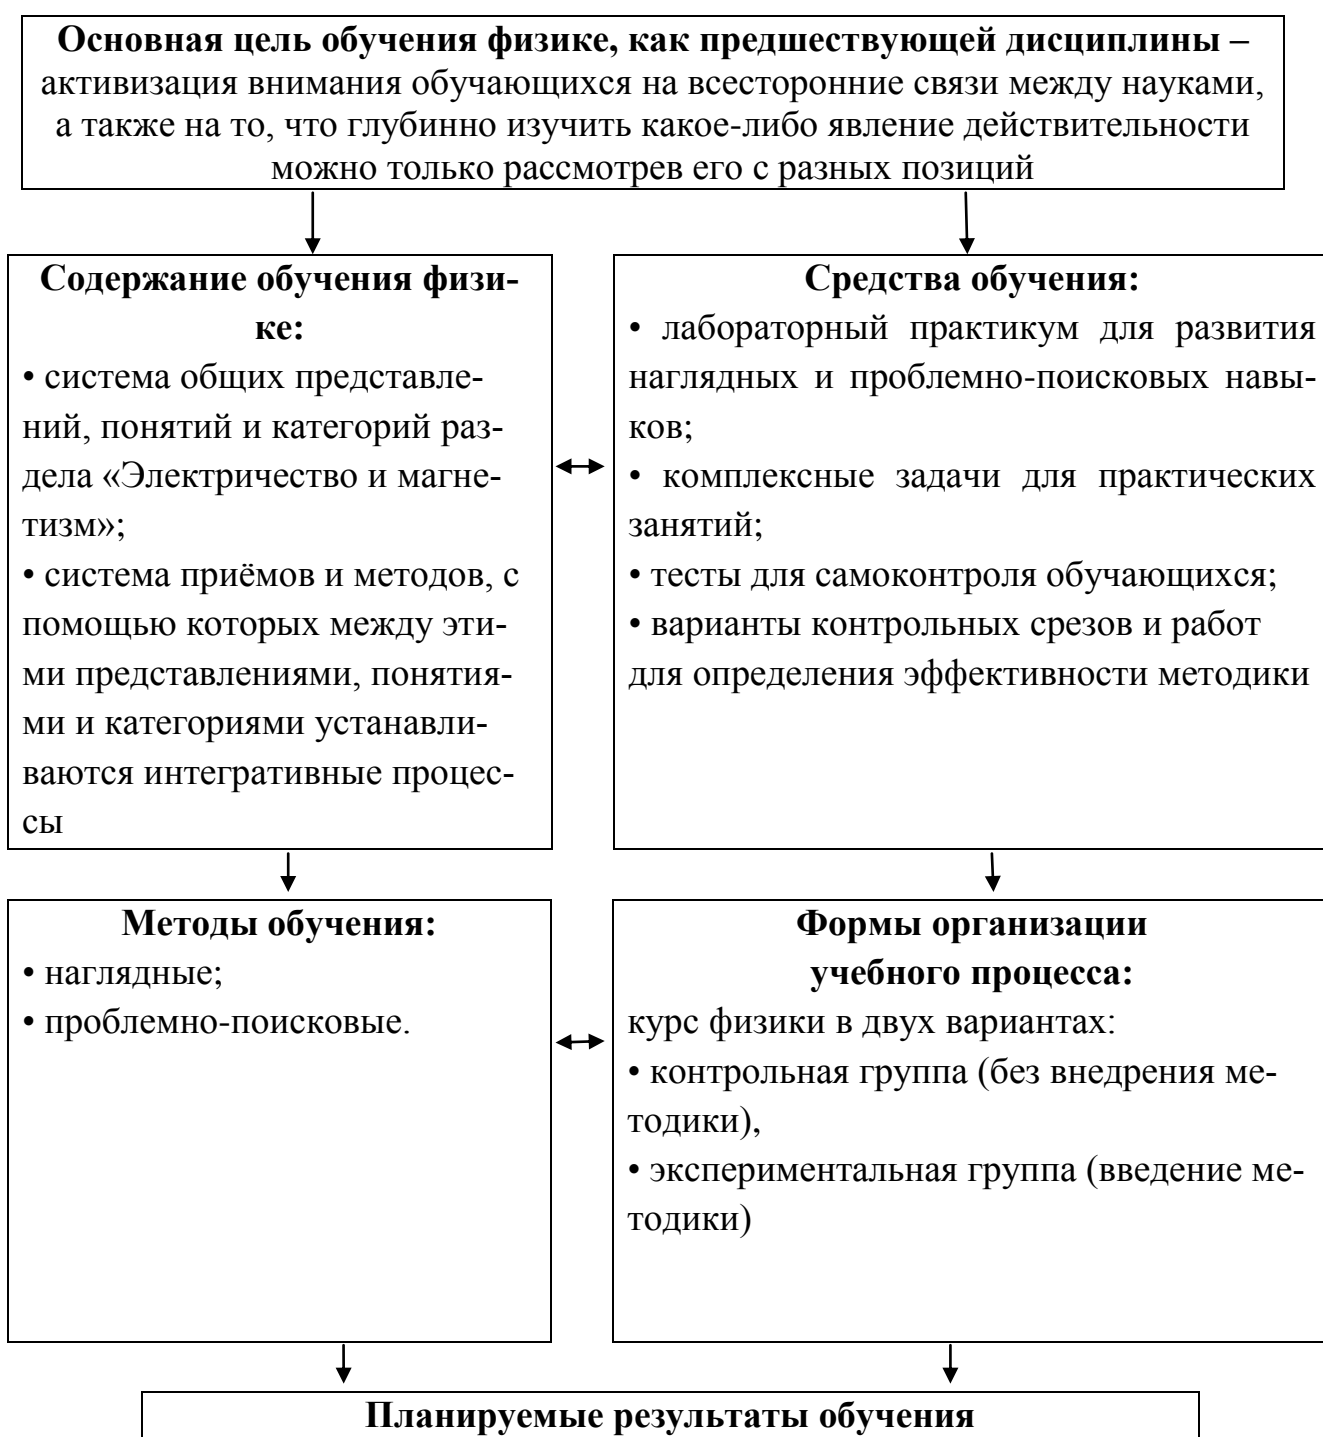 Основная цель обучения физике, как предшествующей дисциплины –
активизация внимания обучающихся на всесторонние связи между науками,
а также на то, что глубинно изучить какое-либо явление действительности
можно только рассмотрев его с разных позиций
Содержание обучения физи-
ке:
• система общих представле-
ний, понятий и категорий раз-
дела «Электричество и магне-
тизм»;
• система приёмов и методов, с
помощью которых между эти-
ми представлениями, понятия-
ми и категориями устанавли-
ваются интегративные процес-
сы
Средства обучения:
• лабораторный практикум для развития
наглядных и проблемно-поисковых навы-
ков;
• комплексные задачи для практических
занятий;
• тесты для самоконтроля обучающихся;
• варианты контрольных срезов и работ
для определения эффективности методики
Методы обучения:
• наглядные;
• проблемно-поисковые.
Формы организации
учебного процесса:
курс физики в двух вариантах:
• контрольная группа (без внедрения ме-
тодики),
• экспериментальная группа (введение ме-
тодики)
Планируемые результаты обучения